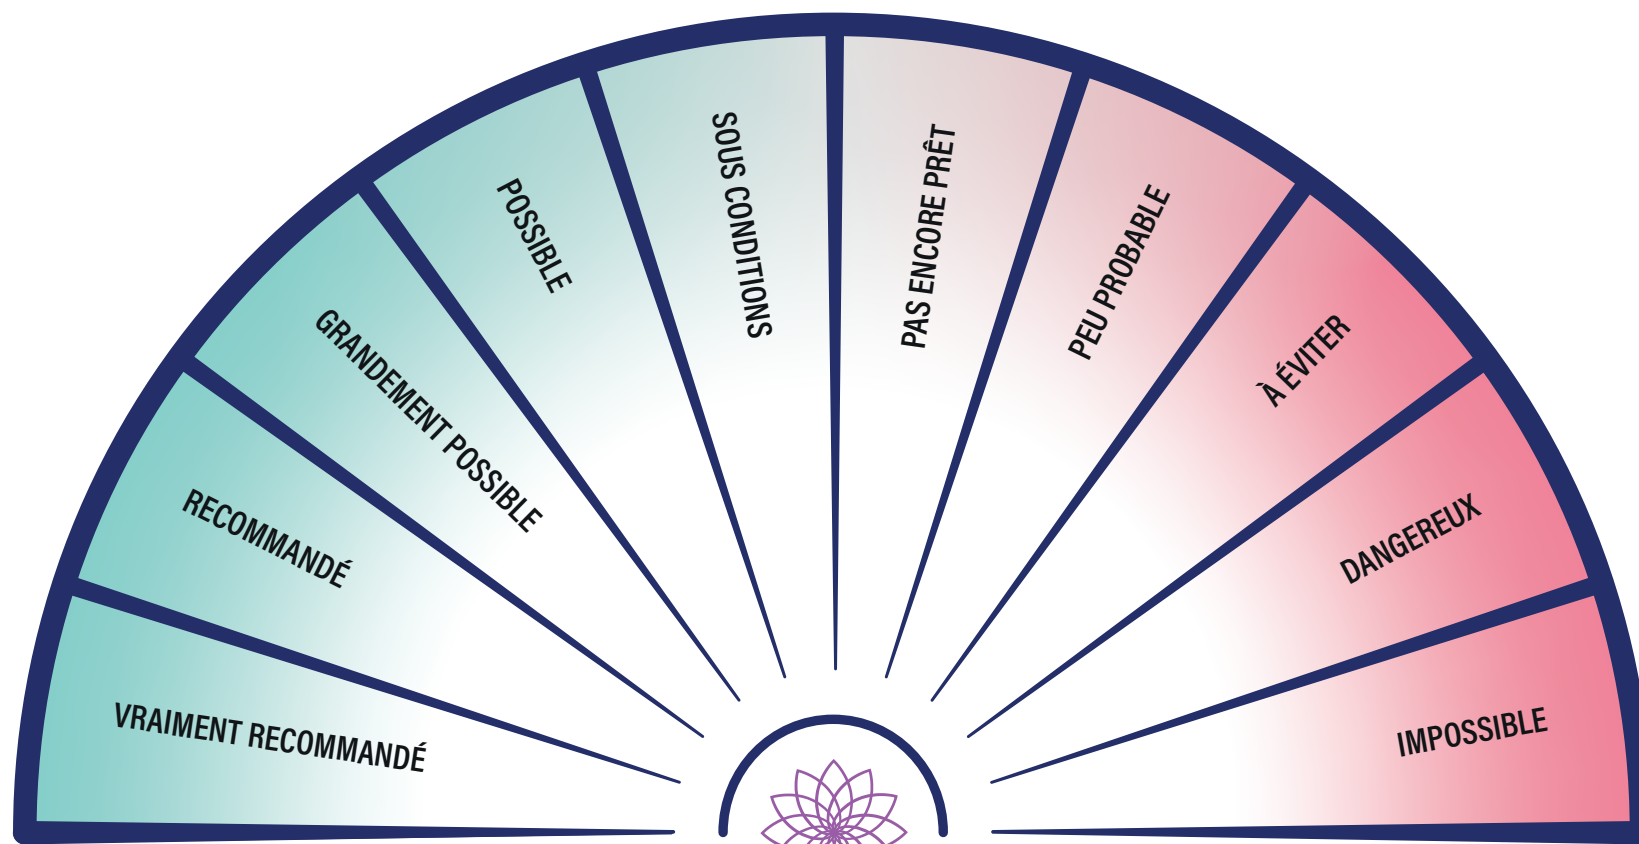 VRAIMENT RECOMMANDÉ
RECOMMANDÉ
GRANDEMENT POSSIBLE
POSSIBLE
SOUS CONDITIONS
PAS ENCORE PRÊT
PEU PROBABLE
À ÉVITER
DANGEREUX
IMPOSSIBLE